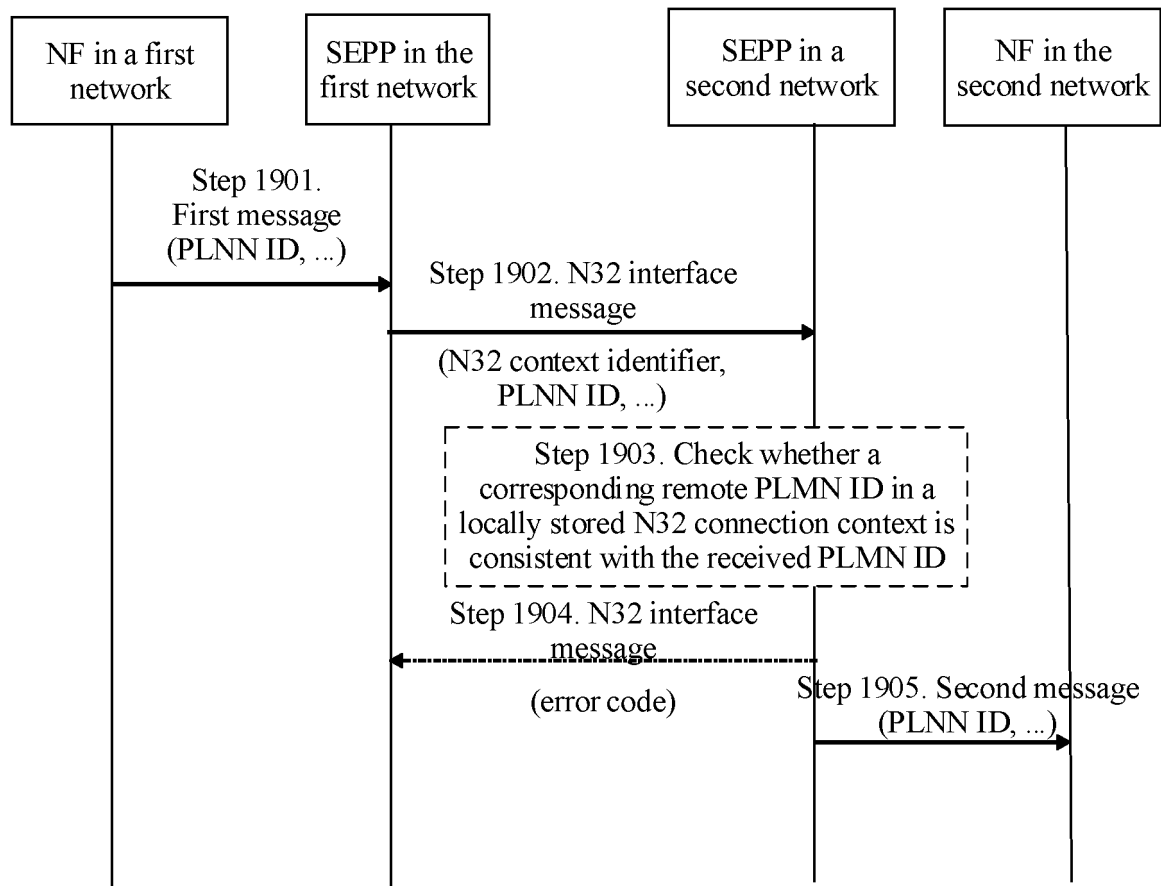 NF in a first
network
SEPP in the
first network
SEPP in a
second network
NF in the
second network
Step 1901.
First message
(PLNN ID, ...)
Step 1902. N32 interface
message
(N32 context identifier,
PLNN ID, ...)
Step 1903. Check whether a
corresponding remote PLMN ID in a
locally stored N32 connection context is
consistent with the received PLMN ID
Step 1904. N32 interface
message
(error code)
Step 1905. Second message
(PLNN ID, ...)